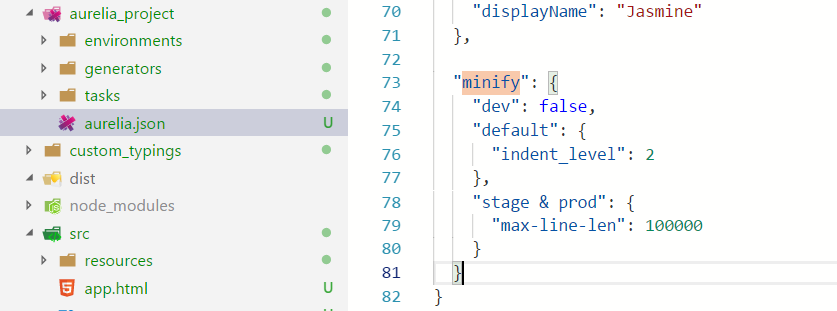 aurelia_project
environments
generators
tasks
aurelia.json U
custom_typings
dist
node_modules
src
resources
app.html U
70 "displayName": "Jasmine"
71 },
72
73 "minify": {
74 "dev": false,
75 "default": {
76 "indent_level": 2
77 },
78 "stage & prod": {
79 "max-line-len": 100000
80 }
81 }
82 }